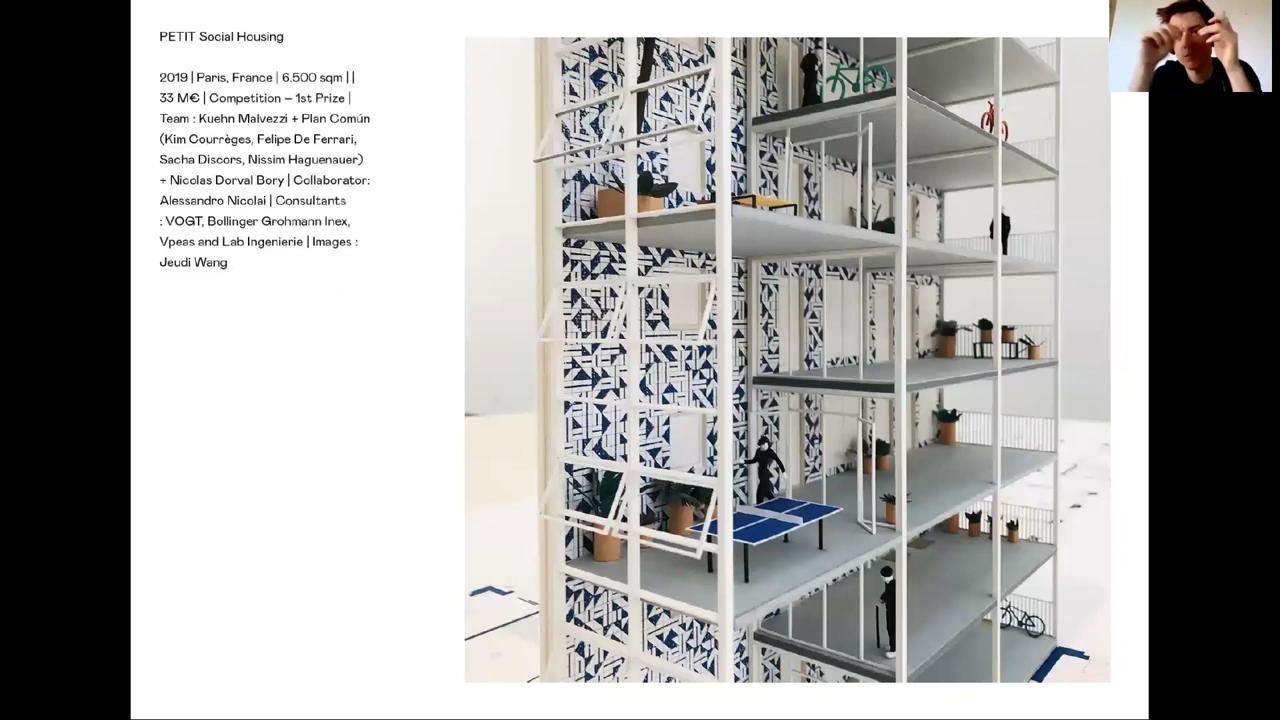 PETIT Social Housing
2019 | Paris, France | 6.500 sqm | |
33 M€ | Competition – 1st Prize |
Team : Kuehn Malvezzi + Plan Común
(Kim Courrèges, Felipe De Ferrari,
Sacha Discors, Nissim Haguenauer)
+ Nicolas Dorval Bory | Collaborator:
Alessandro Nicolai | Consultants
: VOGT, Bollinger Grohmann Inex,
Vpeas and Lab Ingenierie | Images :
Jeudi Wang